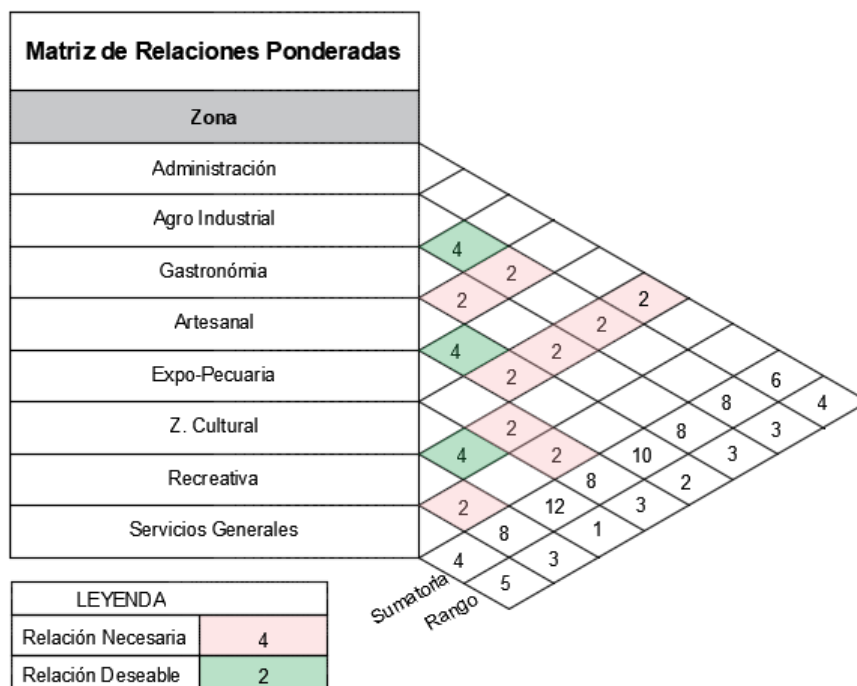 Matriz de Relaciones Ponderadas
Zona
Administración
Agro Industrial
Gastronómia
Artesanal
Expo-Pecuaria
Z. Cultural
Recreativa
Servicios Generales
4
2
2
2
2
4
2
2
2
4
2
2
6
8
8
10
8
12
8
4
4
3
3
2
3
1
3
5
Sumatoria
Rango
LEYENDA
Relación Necesaria 4
Relación Deseable 2